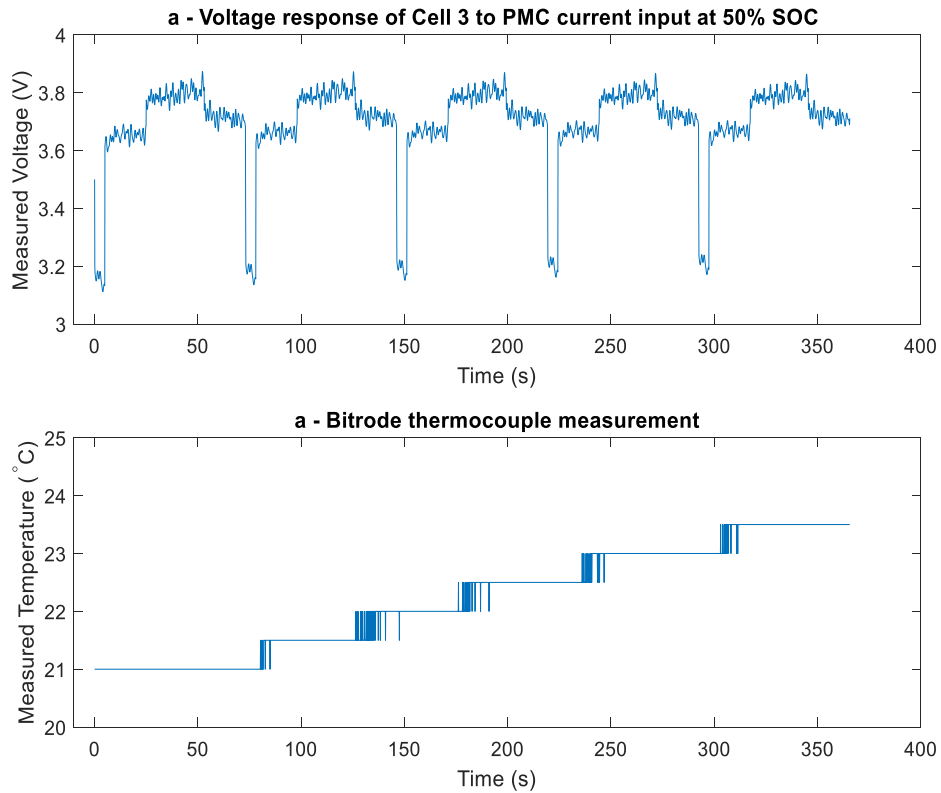 a - Voltage response of Cell 3 to PMC current input at 50% SOC
Measured Voltage (V)
4
3.8
3.6
3.4
3.2
3
0 50 100 150 200 250 300 350 400
Time (s)
a - Bitrode thermocouple measurement
Measured Temperature (°C)
25
24
23
22
21
20
0 50 100 150 200 250 300 350 400
Time (s)